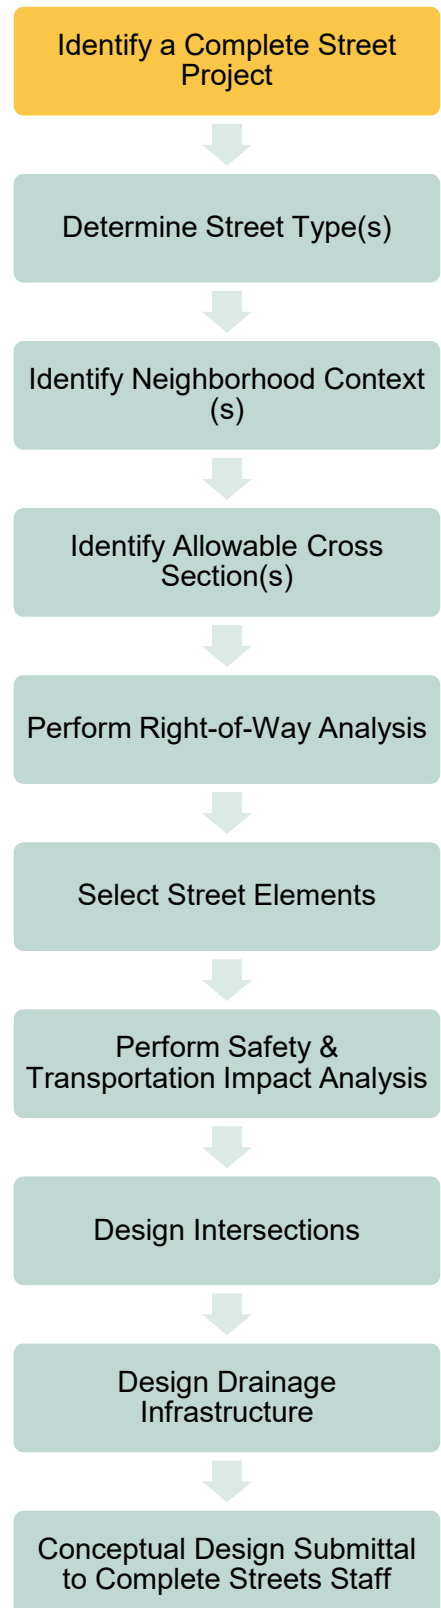 Identify a Complete Street
Project
Determine Street Type(s)
Identify Neighborhood Context
(s)
Identify Allowable Cross
Section(s)
Perform Right-of-Way Analysis
Select Street Elements
Perform Safety &
Transportation Impact Analysis
Design Intersections
Design Drainage
Infrastructure
Conceptual Design Submittal
to Complete Streets Staff